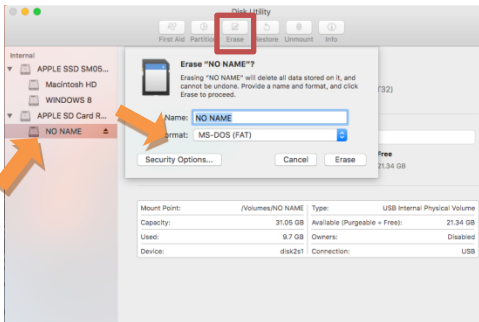 Disk Utility
First Aid Partition Erase Restore Unmount Info
Internal
APPLE SSD SM05...
Macintosh HD
WINDOWS 8
APPLE SD Card R...
NO NAME
Erase "NO NAME"?
Erasing "NO NAME" will delete all data stored on it, and
cannot be undone. Provide a name and format, and click
Erase to proceed.
Name: NO NAME
Format: MS-DOS (FAT)
Security Options... Cancel Erase
T32)
Free
21.34 GB
Mount Point: /Volumes/NO NAME Type: USB Internal Physical Volume
Capacity: 31.05 GB Available (Purgeable + Free): 21.34 GB
Used: 9.7 GB Owners: Disabled
Device: disk2s1 Connection: USB